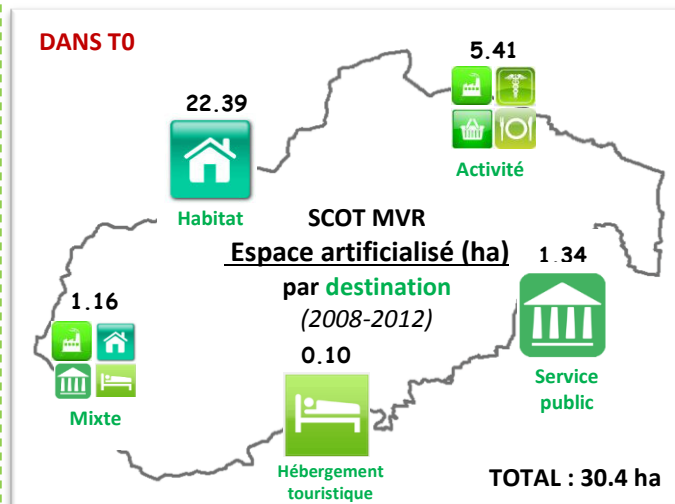 DANS T0
5.41
Activité
22.39
Habitat
SCOT MVR
Espace artificialisé (ha)
par destination
(2008-2012)
1.34
Service
public
1.16
Mixte
0.10
Hébergement
touristique
TOTAL : 30.4 ha